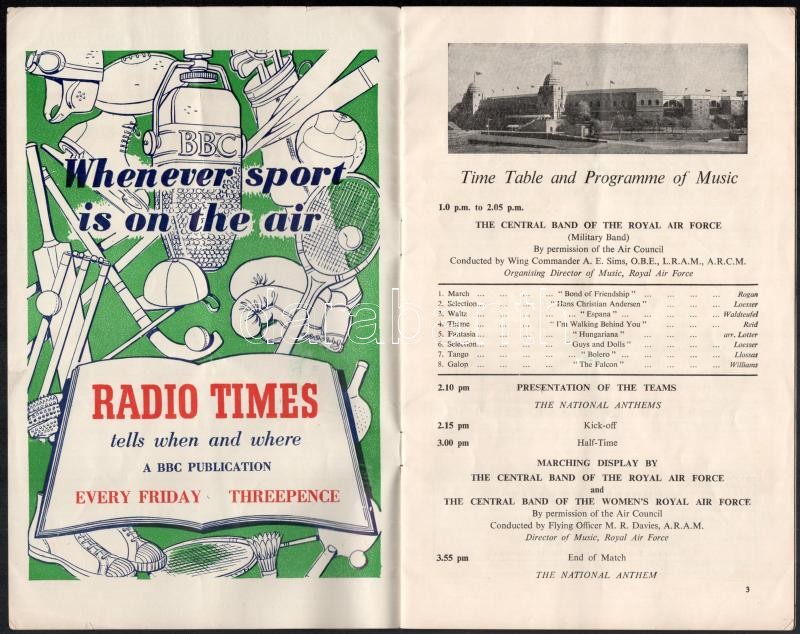 BBC
Whenever sport
is on the air
RADIO TIMES
tells when and where
A BBC PUBLICATION
EVERY FRIDAY THREEPENCE
Time Table and Programme of Music
1.0 p.m. to 2.05 p.m.
THE CENTRAL BAND OF THE ROYAL AIR FORCE
(Military Band)
By permission of the Air Council
Conducted by Wing Commander A. E. Sims, O.B.E., L.R.A.M., A.R.C.M.
Organising Director of Music, Royal Air Force
1. March ... ... ... ... "Bond of Friendship" ... ... ... ... Rogan
2. Selection... ... ... ... "Hans Christian Andersen" ... ... ... Loesser
3. Waltz ... ... ... ... "Espana" ... ... ... ... Waldteufel
4. Theme ... ... ... "I'm Walking Behind You" ... ... ... Reid
5. Fantasia ... ... ... "Hungariana" ... ... ... arr. Lotter
6. Selection... ... ... ... "Guys and Dolls" ... ... ... ... Loesser
7. Tango ... ... ... ... "Bolero" ... ... ... ... Llossas
8. Galop ... ... ... ... "The Falcon" ... ... ... ... Williams
2.10 pm PRESENTATION OF THE TEAMS
THE NATIONAL ANTHEMS
2.15 pm Kick-off
3.00 pm Half-Time
MARCHING DISPLAY BY
THE CENTRAL BAND OF THE ROYAL AIR FORCE
and
THE CENTRAL BAND OF THE WOMEN'S ROYAL AIR FORCE
By permission of the Air Council
Conducted by Flying Officer M. R. Davies, A.R.A.M.
Director of Music, Royal Air Force
3.55 pm End of Match
THE NATIONAL ANTHEM
3